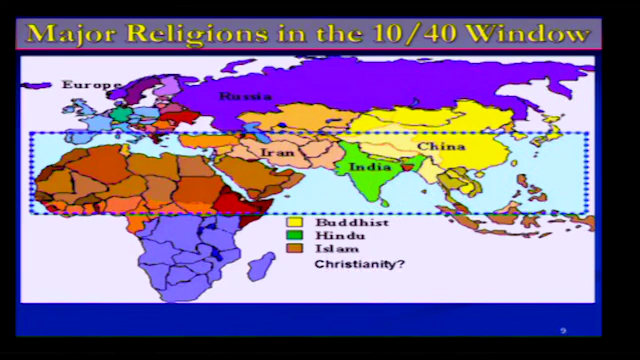 Major Religions in the 10/40 Window
Europe
Russia
China
Iran
India
Buddhist
Hindu
Islam
Christianity?
9